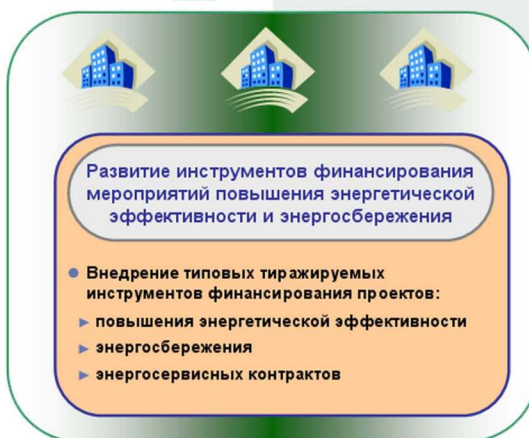 Развитие инструментов финансирования
мероприятий повышения энергетической
эффективности и энергосбережения
● Внедрение типовых тиражируемых
инструментов финансирования проектов:
► повышения энергетической эффективности
► энергосбережения
► энергосервисных контрактов